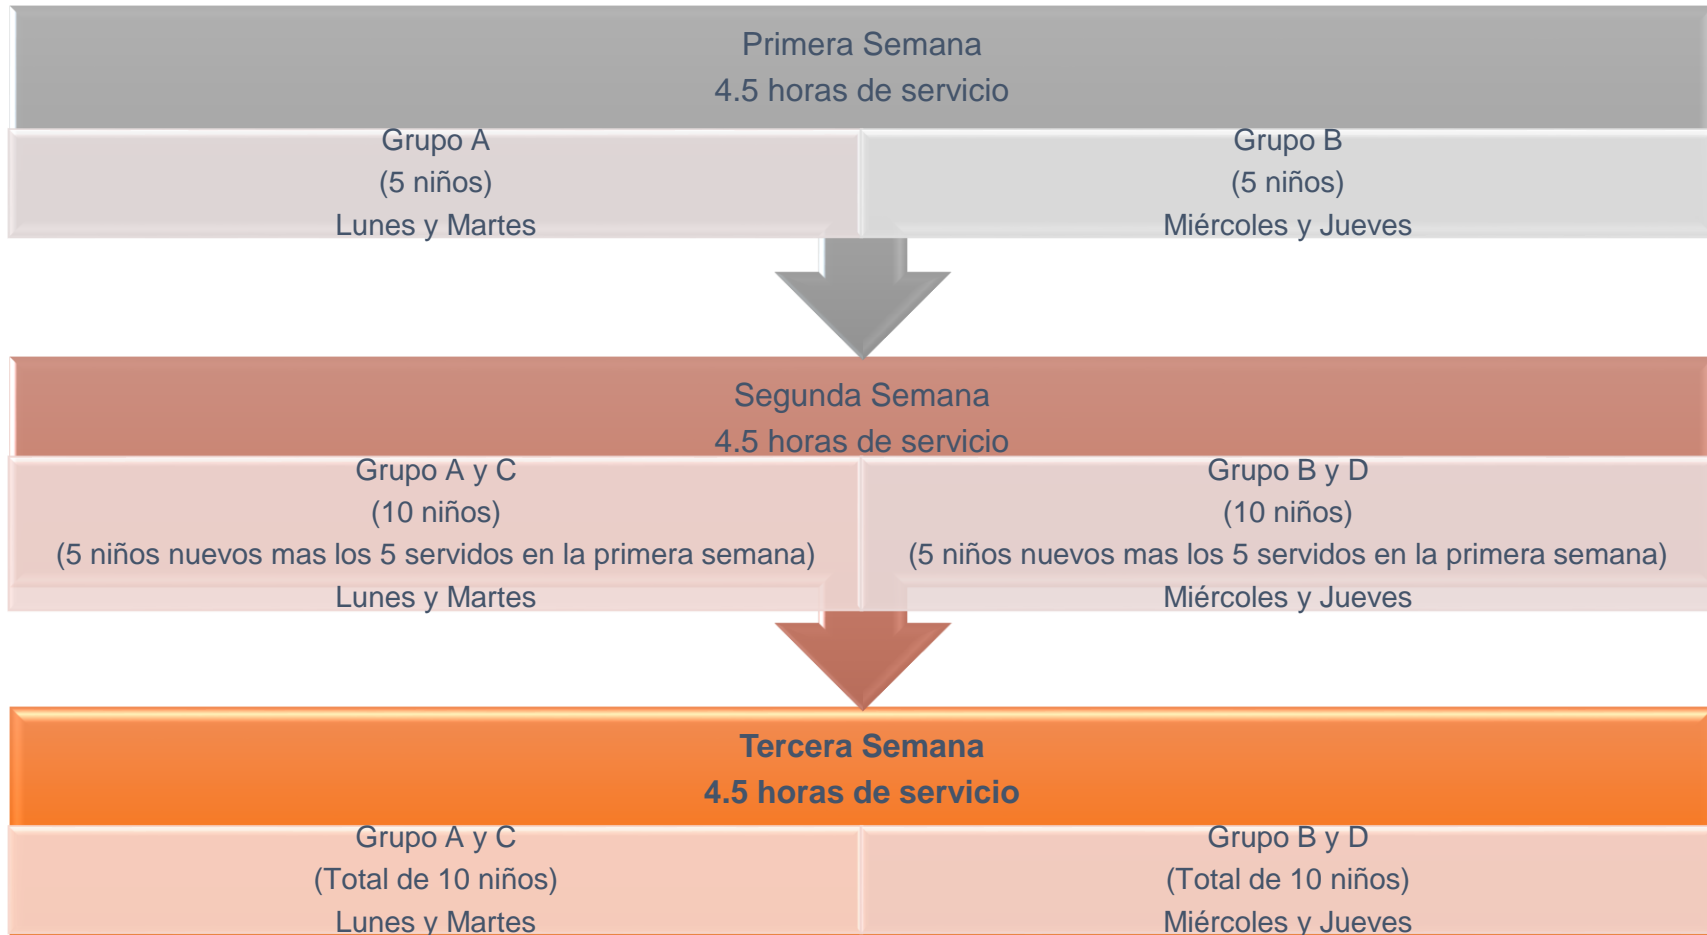 Primera Semana
4.5 horas de servicio
Grupo A
(5 niños)
Lunes y Martes
Grupo B
(5 niños)
Miércoles y Jueves
Segunda Semana
4.5 horas de servicio
Grupo A y C
(10 niños)
(5 niños nuevos mas los 5 servidos en la primera semana)
Lunes y Martes
Grupo B y D
(10 niños)
(5 niños nuevos mas los 5 servidos en la primera semana)
Miércoles y Jueves
Tercera Semana
4.5 horas de servicio
Grupo A y C
(Total de 10 niños)
Lunes y Martes
Grupo B y D
(Total de 10 niños)
Miércoles y Jueves